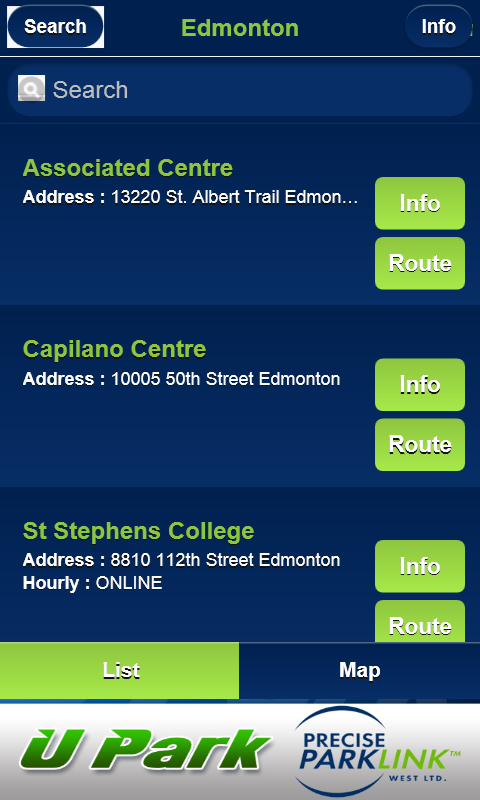 Search
Edmonton
Info
Search
Associated Centre
Address : 13220 St. Albert Trail Edmon...
Info
Route
Capilano Centre
Address : 10005 50th Street Edmonton
Info
Route
St Stephens College
Address : 8810 112th Street Edmonton
Hourly : ONLINE
Info
Route
List
Map
U Park
PRECISE
PARKLINK™
WEST LTD.